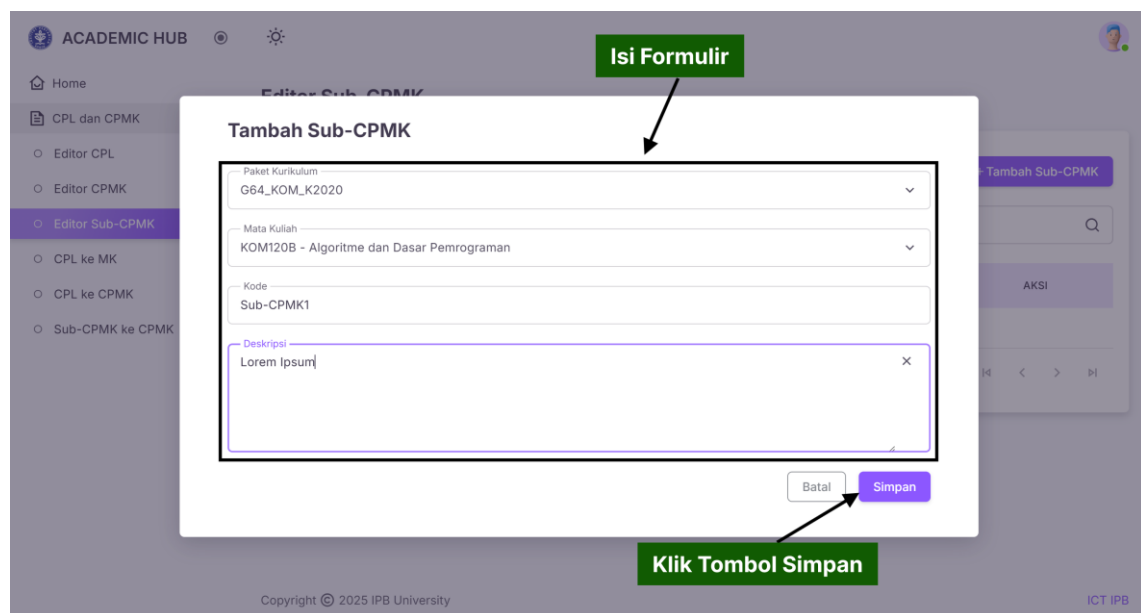 ACADEMIC HUB
Isi Formulir
Home
Editor Sub-CPMK
CPL dan CPMK
Tambah Sub-CPMK
Editor CPL
Paket Kurikulum
G64_KOM_K2020
+ Tambah Sub-CPMK
Editor CPMK
Editor Sub-CPMK
Mata Kuliah
KOM120B - Algoritme dan Dasar Pemrograman
CPL ke MK
Kode
Sub-CPMK1
AKSI
CPL ke CPMK
Sub-CPMK ke CPMK
Deskripsi
Lorem Ipsum
Batal
Simpan
Klik Tombol Simpan
Copyright © 2025 IPB University
ICT IPB